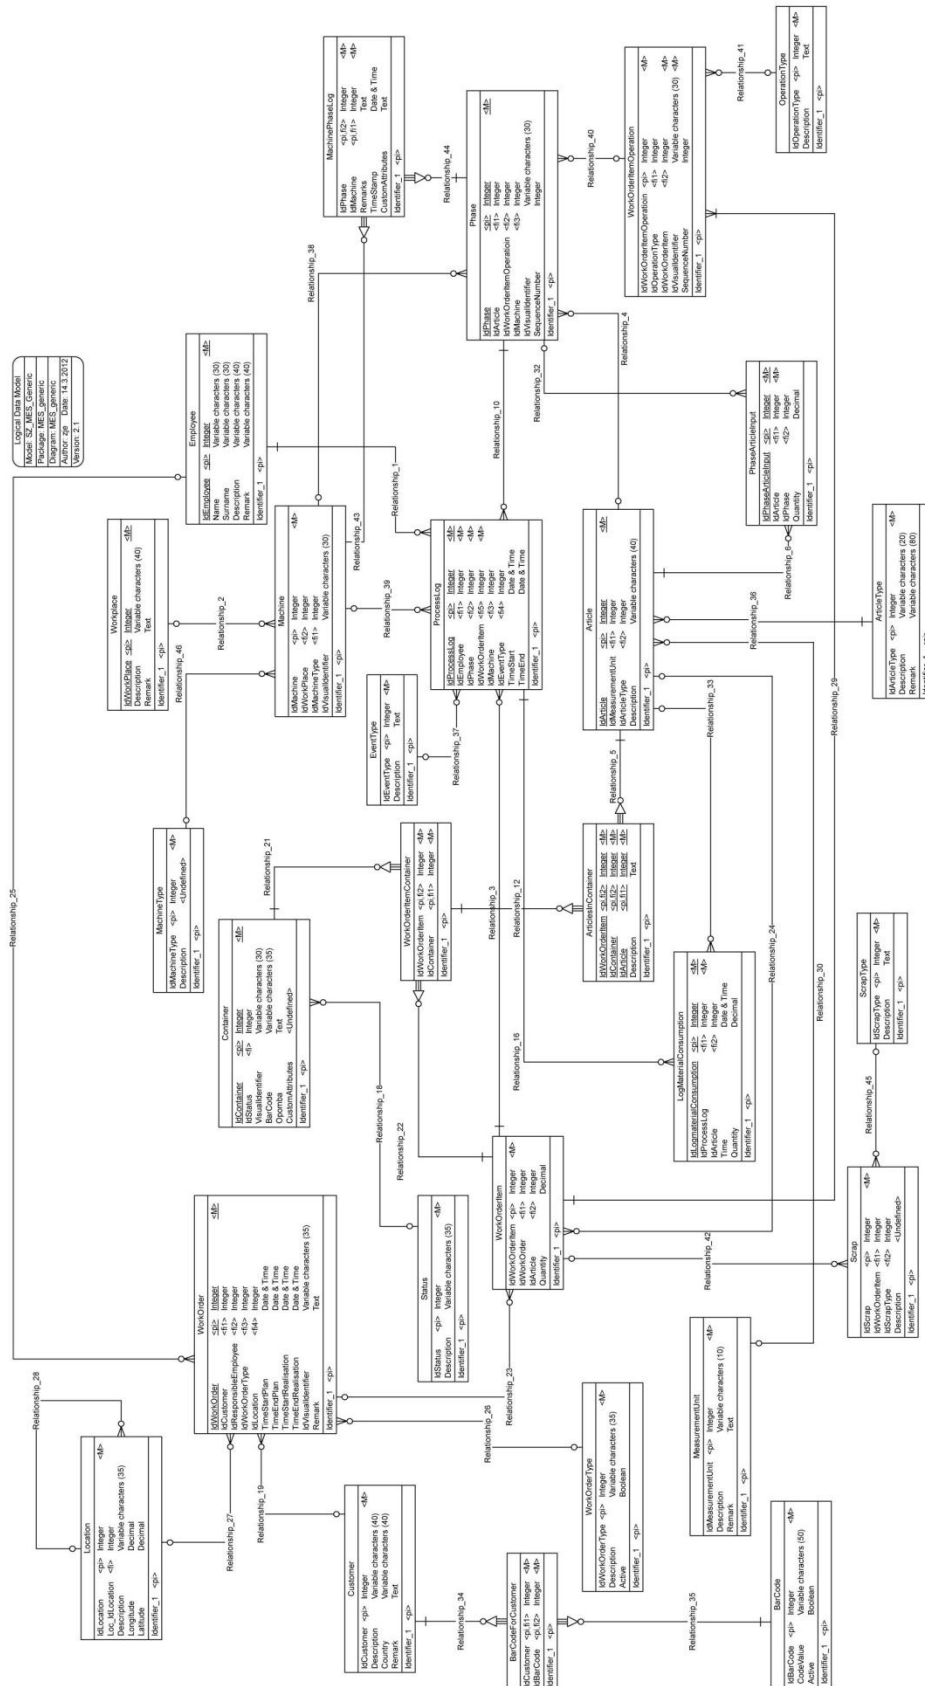 Logical Data Model
Model: SZ_MES_Generic
Package: MES_generic
Diagram: MES_generic
Author: zje Date: 14.3.2012
Version: 2.1
Location
IdLocation <pi> Integer <M>
Loc_IdLocation <fi> Integer
Description Variable characters (35)
Longitude Decimal
Latitude Decimal
Identifier_1 <pi>
Relationship_28
Relationship_25
Relationship_27
Relationship_19
WorkOrder
IdWorkOrder <pi> Integer <M>
IdCustomer <fi1> Integer
IdResponsibleEmployee <fi2> Integer
IdWorkOrderType <fi3> Integer
IdLocation <fi4> Integer
TimeStartPlan Date & Time
TimeEndPlan Date & Time
TimeStartRealisation Date & Time
TimeEndRealisation Date & Time
IdVisualIdentifier Variable characters (35)
Remark Text
Identifier_1 <pi>
Customer
IdCustomer <pi> Integer <M>
Description Variable characters (40)
Country Variable characters (40)
Remark Text
Identifier_1 <pi>
Relationship_34
BarCodeForCustomer
IdCustomer <pi,fi1> Integer <M>
IdBarCode <pi,fi2> Integer <M>
Identifier_1 <pi>
Relationship_35
BarCode
IdBarCode <pi> Integer <M>
CodeValue Variable characters (50)
Active Boolean
Identifier_1 <pi>
WorkOrderType
IdWorkOrderType <pi> Integer <M>
Description Variable characters (35)
Active Boolean
Identifier_1 <pi>
Relationship_26
Relationship_23
MeasurementUnit
IdMeasurementUnit <pi> Integer <M>
Description Variable characters (10)
Remark Text
Identifier_1 <pi>
Status
IdStatus <pi> Integer <M>
Description Variable characters (35)
Identifier_1 <pi>
Relationship_18
Relationship_22
WorkOrderItem
IdWorkOrderItem <pi> Integer <M>
IdWorkOrder <fi1> Integer
IdArticle <fi2> Integer
Quantity Decimal
Identifier_1 <pi>
Relationship_42
Scrap
IdScrap <pi> Integer <M>
IdWorkOrderItem <fi1> Integer
IdScrapType <fi2> Integer
Description <Undefined>
Identifier_1 <pi>
Relationship_45
ScrapType
IdScrapType <pi> Integer <M>
Description Text
Identifier_1 <pi>
Container
IdContainer <pi> Integer <M>
IdStatus <fi> Integer
VisualIdentifier Variable characters (30)
BarCode Variable characters (35)
Opomba Text
CustomAttributes <Undefined>
Identifier_1 <pi>
Relationship_21
MachineType
IdMachineType <pi> Integer <M>
Description <Undefined>
Identifier_1 <pi>
Relationship_46
WorkOrderItemContainer
IdWorkOrderItem <pi,fi2> Integer <M>
IdContainer <pi,fi1> Integer <M>
Identifier_1 <pi>
Relationship_3
Relationship_12
Relationship_16
LogMaterialConsumption
IdLogmaterialConsumption <pi> Integer <M>
IdProcessLog <fi1> Integer <M>
IdArticle <fi2> Integer
Time Date & Time
Quantity Decimal
Identifier_1 <pi>
ArticlesInContainer
IdWorkOrderItem <pi,fi2> Integer <M>
IdContainer <pi,fi2> Integer <M>
IdArticle <pi,fi1> Integer <M>
Description Text
Identifier_1 <pi>
Relationship_5
Relationship_33
Relationship_24
Relationship_30
Relationship_29
EventType
IdEventType <pi> Integer <M>
Description Text
Identifier_1 <pi>
Relationship_37
Workplace
IdWorkPlace <pi> Integer <M>
Description Variable characters (40)
Remark Text
Identifier_1 <pi>
Relationship_2
Machine
IdMachine <pi> Integer <M>
IdWorkPlace <fi2> Integer
IdMachineType <fi1> Integer
IdVisualIdentifier Variable characters (30)
Identifier_1 <pi>
Relationship_43
Relationship_39
Relationship_38
Employee
IdEmployee <pi> Integer <M>
Name Variable characters (30)
Surname Variable characters (30)
Description Variable characters (40)
Remark Variable characters (40)
Identifier_1 <pi>
Relationship_1
ProcessLog
IdProcessLog <pi> Integer <M>
IdEmployee <fi1> Integer <M>
IdPhase <fi2> Integer <M>
IdWorkOrderItem <fi5> Integer <M>
IdMachine <fi3> Integer
IdEventType <fi4> Integer
TimeStart Date & Time
TimeEnd Date & Time
Identifier_1 <pi>
Relationship_10
Article
IdArticle <pi> Integer <M>
IdMeasurementUnit <fi1> Integer
IdArticleType <fi2> Integer
Description Variable characters (40)
Identifier_1 <pi>
Relationship_36
Relationship_6
ArticleType
IdArticleType <pi> Integer <M>
Description Variable characters (20)
Remark Variable characters (80)
MachinePhaseLog
IdPhase <pi,fi2> Integer <M>
IdMachine <pi,fi1> Integer <M>
Remarks Text
TimeStamp Date & Time
CustomAttributes Text
Identifier_1 <pi>
Relationship_44
Phase
IdPhase <pi> Integer <M>
IdArticle <fi1> Integer
IdWorkOrderItemOperatioin <fi2> Integer
IdMachine <fi3> Integer
IdVisualIdentifier Variable characters (30)
SequenceNumber Integer
Identifier_1 <pi>
Relationship_32
Relationship_4
Relationship_40
PhaseArticleInput
IdPhaseArticleInput <pi> Integer <M>
IdArticle <fi1> Integer <M>
IdPhase <fi2> Integer
Quantity Decimal
Identifier_1 <pi>
WorkOrderItemOperation
IdWorkOrderItemOperation <pi> Integer <M>
IdOperationType <fi1> Integer
IdWorkOrderItem <fi2> Integer <M>
IdVisualIdentifier Variable characters (30) <M>
SequenceNumber Integer
Identifier_1 <pi>
Relationship_41
OperationType
IdOperationType <pi> Integer <M>
Description Text
Identifier_1 <pi>